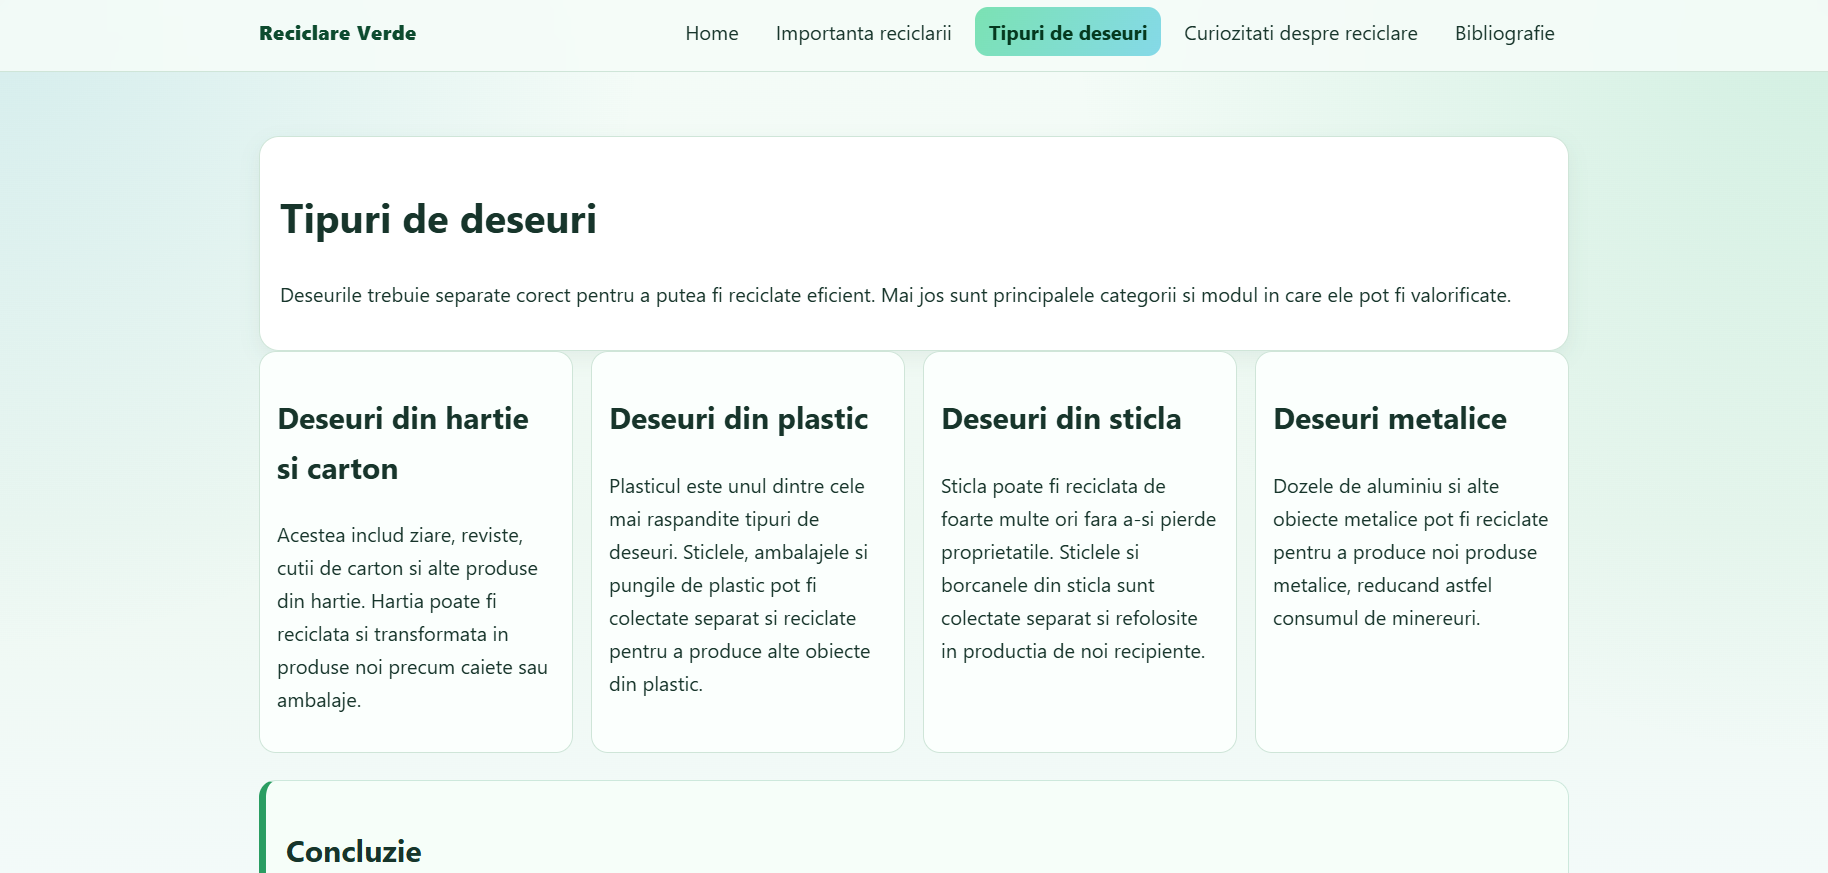 Reciclare Verde
Home
Importanta reciclarii
Tipuri de deseuri
Curiozitati despre reciclare
Bibliografie
Tipuri de deseuri
Deseurile trebuie separate corect pentru a putea fi reciclate eficient. Mai jos sunt principalele categorii si modul in care ele pot fi valorificate.
Deseuri din hartie
si carton
Acestea includ ziare, reviste,
cutii de carton si alte produse
din hartie. Hartia poate fi
reciclata si transformata in
produse noi precum caiete sau
ambalaje.
Deseuri din plastic
Plasticul este unul dintre cele
mai raspandite tipuri de
deseuri. Sticlele, ambalajele si
pungile de plastic pot fi
colectate separat si reciclate
pentru a produce alte obiecte
din plastic.
Deseuri din sticla
Sticla poate fi reciclata de
foarte multe ori fara a-si pierde
proprietatile. Sticlele si
borcanele din sticla sunt
colectate separat si refolosite
in productia de noi recipiente.
Deseuri metalice
Dozele de aluminiu si alte
obiecte metalice pot fi reciclate
pentru a produce noi produse
metalice, reducand astfel
consumul de minereuri.
Concluzie